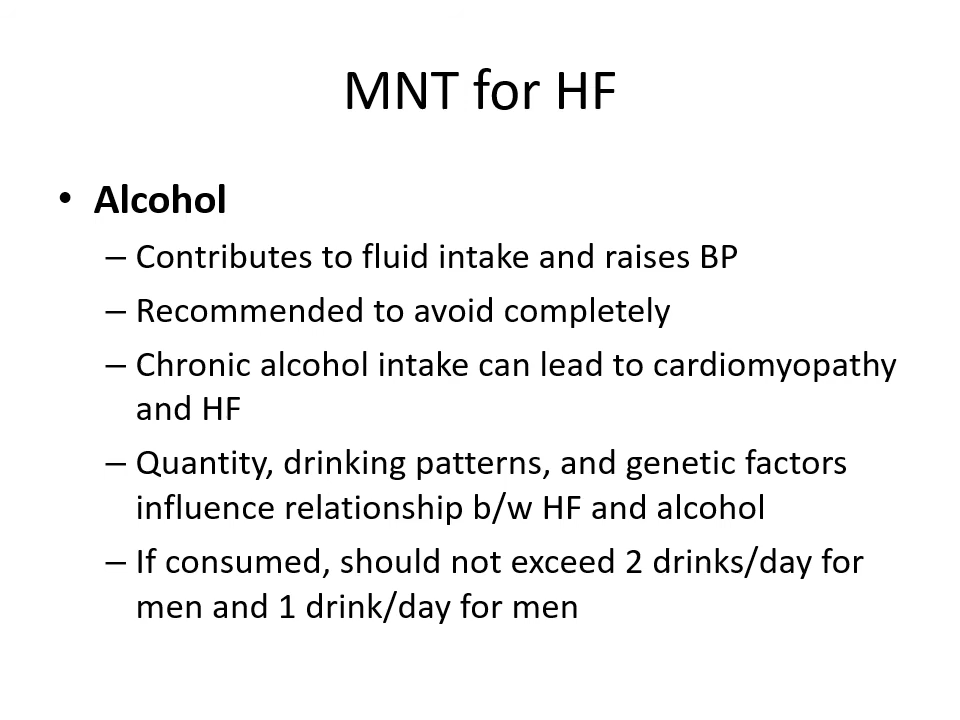 MNT for HF
• Alcohol
– Contributes to fluid intake and raises BP
– Recommended to avoid completely
– Chronic alcohol intake can lead to cardiomyopathy
and HF
– Quantity, drinking patterns, and genetic factors
influence relationship b/w HF and alcohol
– If consumed, should not exceed 2 drinks/day for
men and 1 drink/day for men